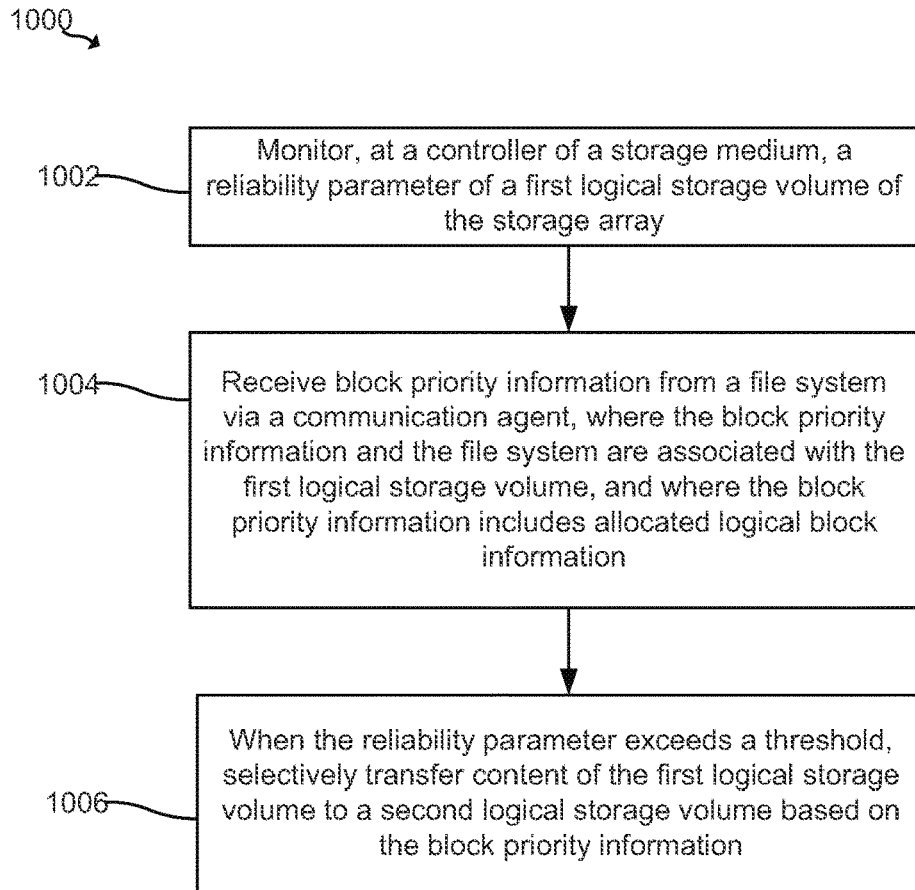 1000
1002
Monitor, at a controller of a storage medium, a
reliability parameter of a first logical storage volume of
the storage array
1004
Receive block priority information from a file system
via a communication agent, where the block priority
information and the file system are associated with the
first logical storage volume, and where the block
priority information includes allocated logical block
information
1006
When the reliability parameter exceeds a threshold,
selectively transfer content of the first logical storage
volume to a second logical storage volume based on
the block priority information